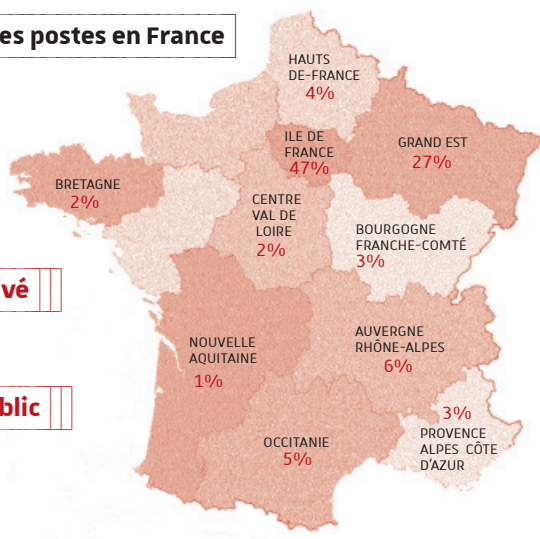 es postes en France
HAUTS
DE-FRANCE
4%
ILE DE
FRANCE
47%
GRAND EST
27%
BRETAGNE
2%
CENTRE
VAL DE
LOIRE
2%
BOURGOGNE
FRANCHE-COMTÉ
3%
vé
NOUVELLE
AQUITAINE
1%
AUVERGNE
RHÔNE-ALPES
6%
blic
OCCITANIE
5%
3%
PROVENCE
ALPES CÔTE
D'AZUR